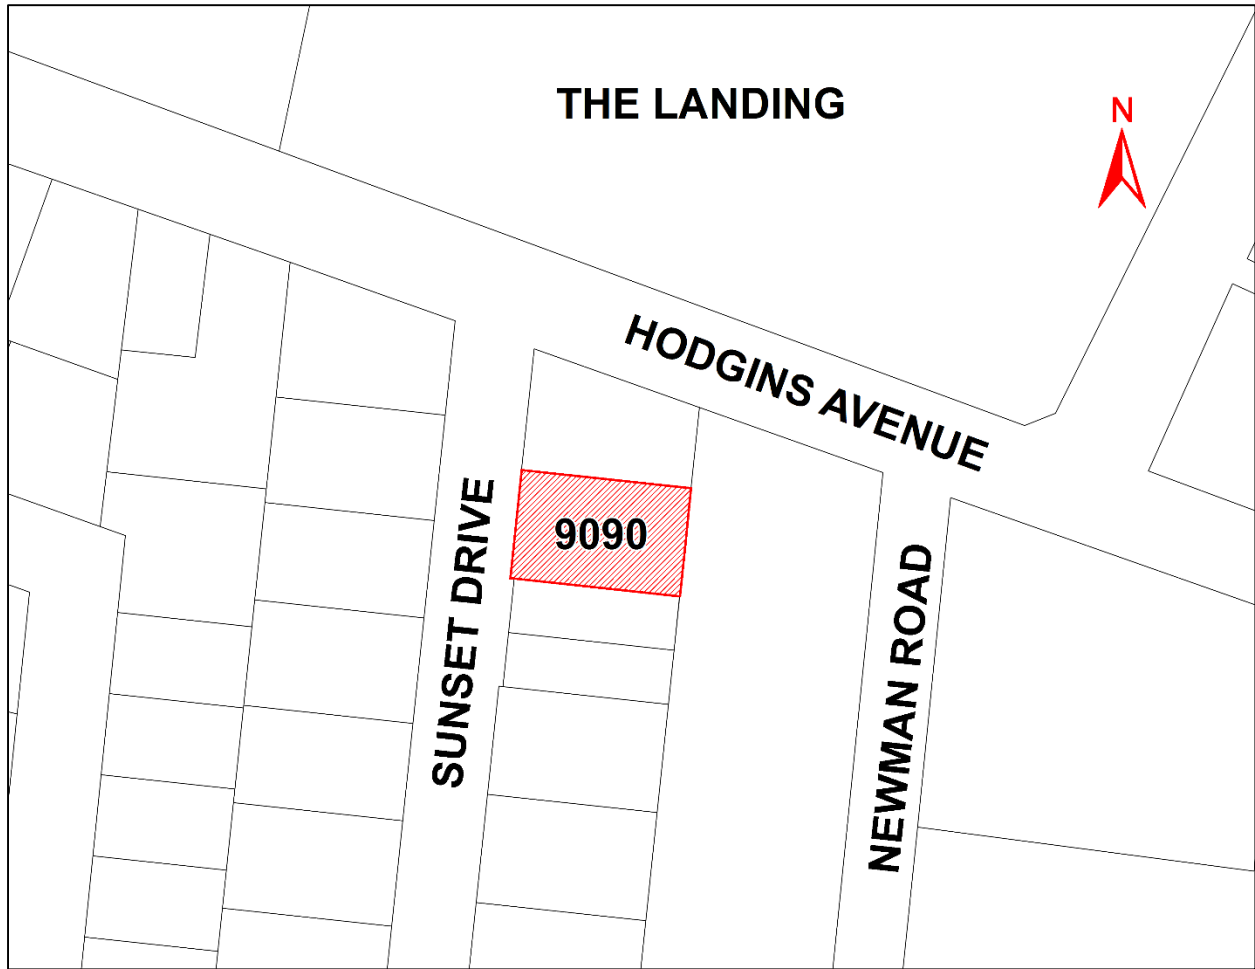 THE LANDING
N
HODGINS AVENUE
SUNSET DRIVE
9090
NEWMAN ROAD